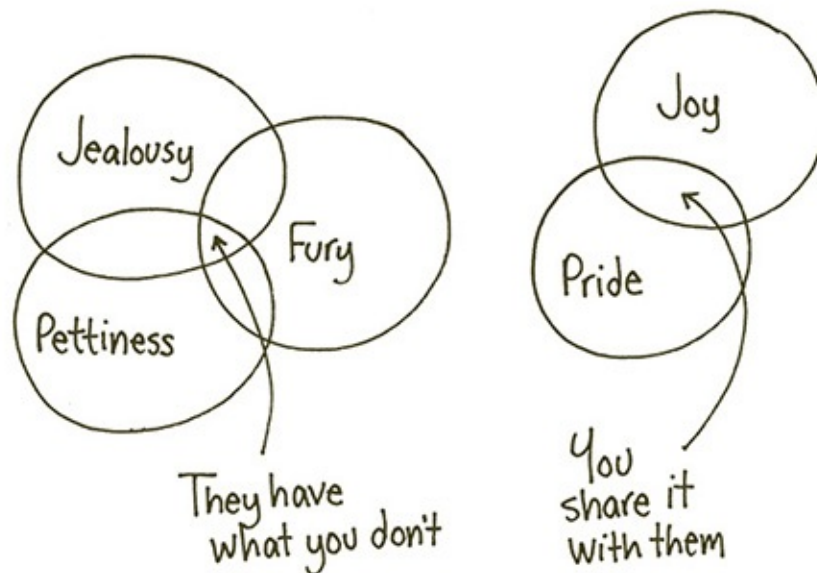 Jealousy
Fury
Pettiness
They have
what you don't
Joy
Pride
You
share it
with them